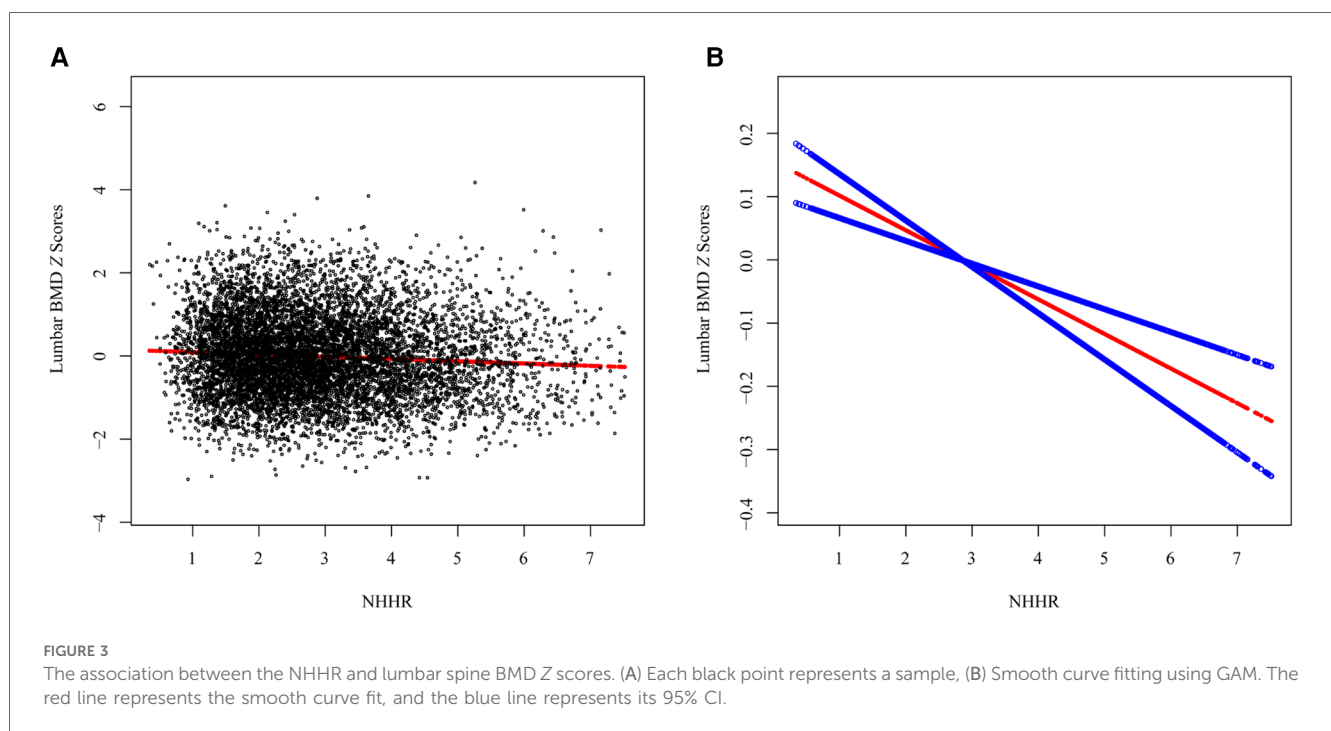 A
6
4
2
0
−2
−4
Lumbar BMD Z Scores
1 2 3 4 5 6 7
NHHR
B
0.2
0.1
0.0
−0.1
−0.2
−0.3
−0.4
Lumbar BMD Z Scores
1 2 3 4 5 6 7
NHHR
FIGURE 3
The association between the NHHR and lumbar spine BMD Z scores. (A) Each black point represents a sample, (B) Smooth curve fitting using GAM. The
red line represents the smooth curve fit, and the blue line represents its 95% CI.